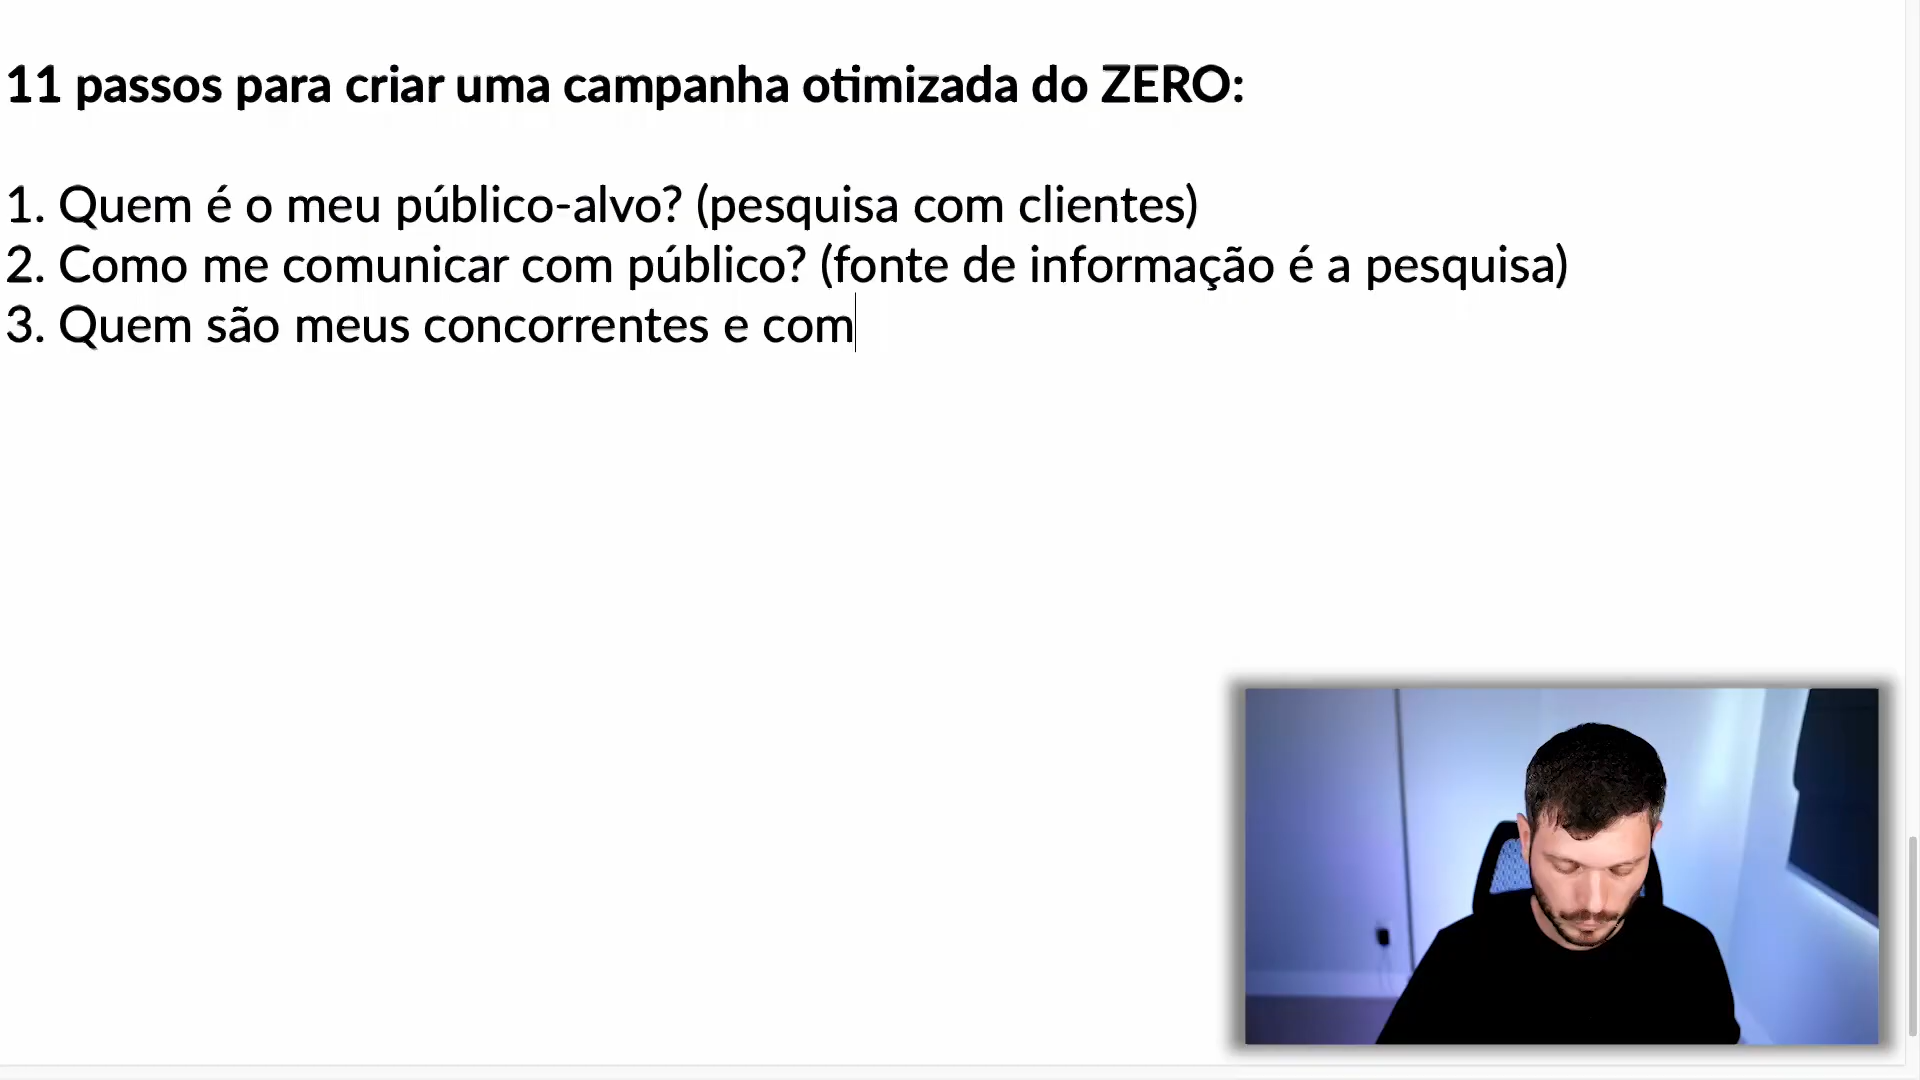 11 passos para criar uma campanha otimizada do ZERO:
1. Quem é o meu público-alvo? (pesquisa com clientes)
2. Como me comunicar com público? (fonte de informação é a pesquisa)
3. Quem são meus concorrentes e com